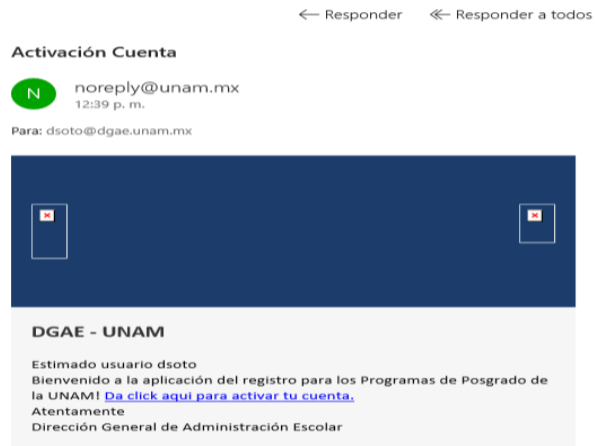 ← Responder
≪ Responder a todos
Activación Cuenta
N
noreply@unam.mx
12:39 p. m.
Para: dsoto@dgae.unam.mx
DGAE - UNAM
Estimado usuario dsoto
Bienvenido a la aplicación del registro para los Programas de Posgrado de
la UNAM! Da click aqui para activar tu cuenta.
Atentamente
Dirección General de Administración Escolar